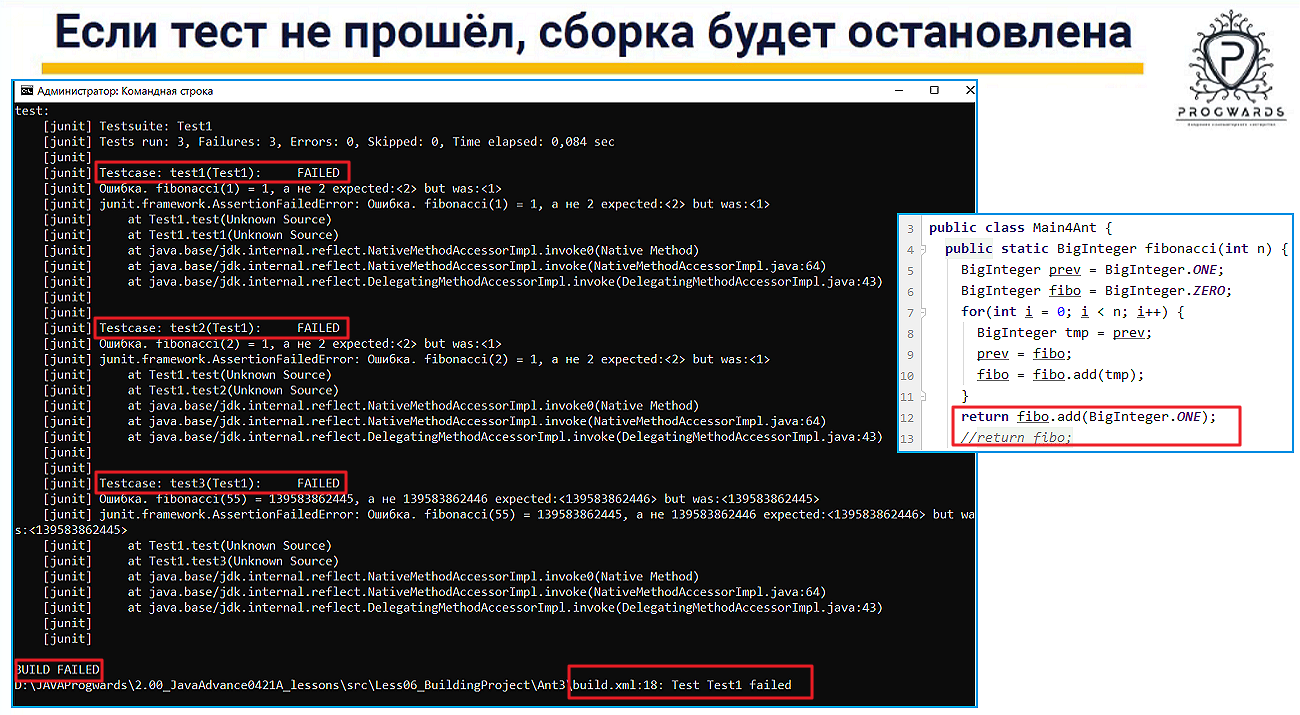 Если тест не прошёл, сборка будет остановлена
P
PROGWARDS
Администратор: Командная строка
test:
[junit] Testsuite: Test1
[junit] Tests run: 3, Failures: 3, Errors: 0, Skipped: 0, Time elapsed: 0,084 sec
[junit]
[junit] Testcase: test1(Test1): FAILED
[junit] Ошибка. fibonacci(1) = 1, а не 2 expected:<2> but was:<1>
[junit] junit.framework.AssertionFailedError: Ошибка. fibonacci(1) = 1, а не 2 expected:<2> but was:<1>
[junit] at Test1.test(Unknown Source)
[junit] at Test1.test1(Unknown Source)
[junit] at java.base/jdk.internal.reflect.NativeMethodAccessorImpl.invoke0(Native Method)
[junit] at java.base/jdk.internal.reflect.NativeMethodAccessorImpl.invoke(NativeMethodAccessorImpl.java:64)
[junit] at java.base/jdk.internal.reflect.DelegatingMethodAccessorImpl.invoke(DelegatingMethodAccessorImpl.java:43)
[junit]
[junit]
[junit] Testcase: test2(Test1): FAILED
[junit] Ошибка. fibonacci(2) = 1, а не 2 expected:<2> but was:<1>
[junit] junit.framework.AssertionFailedError: Ошибка. fibonacci(2) = 1, а не 2 expected:<2> but was:<1>
[junit] at Test1.test(Unknown Source)
[junit] at Test1.test2(Unknown Source)
[junit] at java.base/jdk.internal.reflect.NativeMethodAccessorImpl.invoke0(Native Method)
[junit] at java.base/jdk.internal.reflect.NativeMethodAccessorImpl.invoke(NativeMethodAccessorImpl.java:64)
[junit] at java.base/jdk.internal.reflect.DelegatingMethodAccessorImpl.invoke(DelegatingMethodAccessorImpl.java:43)
[junit]
[junit]
[junit] Testcase: test3(Test1): FAILED
[junit] Ошибка. fibonacci(55) = 139583862445, а не 139583862446 expected:<139583862446> but was:<139583862445>
[junit] junit.framework.AssertionFailedError: Ошибка. fibonacci(55) = 139583862445, а не 139583862446 expected:<139583862446> but wa
s:<139583862445>
[junit] at Test1.test(Unknown Source)
[junit] at Test1.test3(Unknown Source)
[junit] at java.base/jdk.internal.reflect.NativeMethodAccessorImpl.invoke0(Native Method)
[junit] at java.base/jdk.internal.reflect.NativeMethodAccessorImpl.invoke(NativeMethodAccessorImpl.java:64)
[junit] at java.base/jdk.internal.reflect.DelegatingMethodAccessorImpl.invoke(DelegatingMethodAccessorImpl.java:43)
[junit]
[junit]
BUILD FAILED
D:\JAVAProgwards\2.00_JavaAdvance0421A_lessons\src\Less06_BuildingProject\Ant3\build.xml:18: Test Test1 failed
3 public class Main4Ant {
4 public static BigInteger fibonacci(int n) {
5 BigInteger prev = BigInteger.ONE;
6 BigInteger fibo = BigInteger.ZERO;
7 for(int i = 0; i < n; i++) {
8 BigInteger tmp = prev;
9 prev = fibo;
10 fibo = fibo.add(tmp);
11 }
12 return fibo.add(BigInteger.ONE);
13 //return fibo;